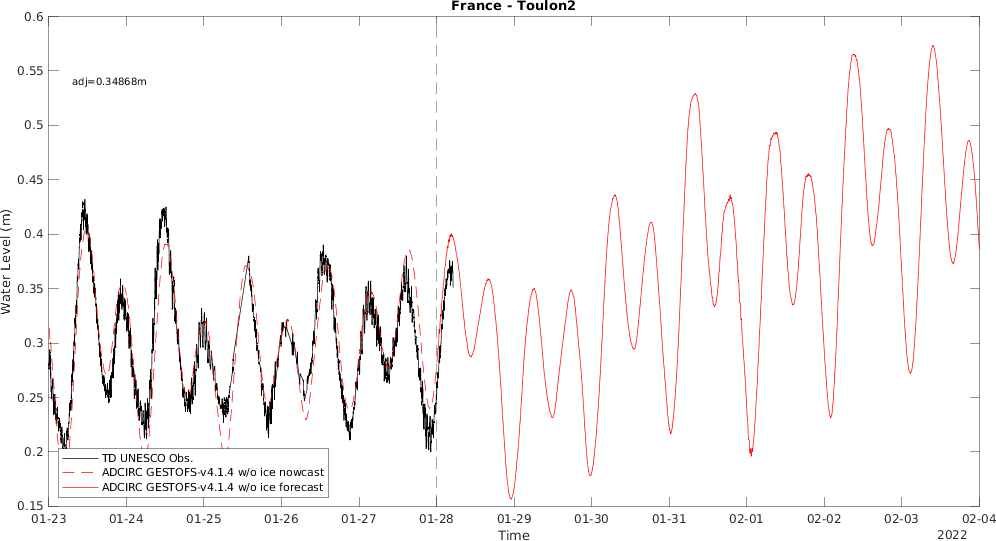 France - Toulon2
0.6
0.55
0.5
0.45
0.4
0.35
0.3
0.25
0.2
0.15
Water Level (m)
adj=0.34868m
TD UNESCO Obs.
ADCIRC GESTOFS-v4.1.4 w/o ice nowcast
ADCIRC GESTOFS-v4.1.4 w/o ice forecast
01-23 01-24 01-25 01-26 01-27 01-28 01-29 01-30 01-31 02-01 02-02 02-03 02-04
Time
2022